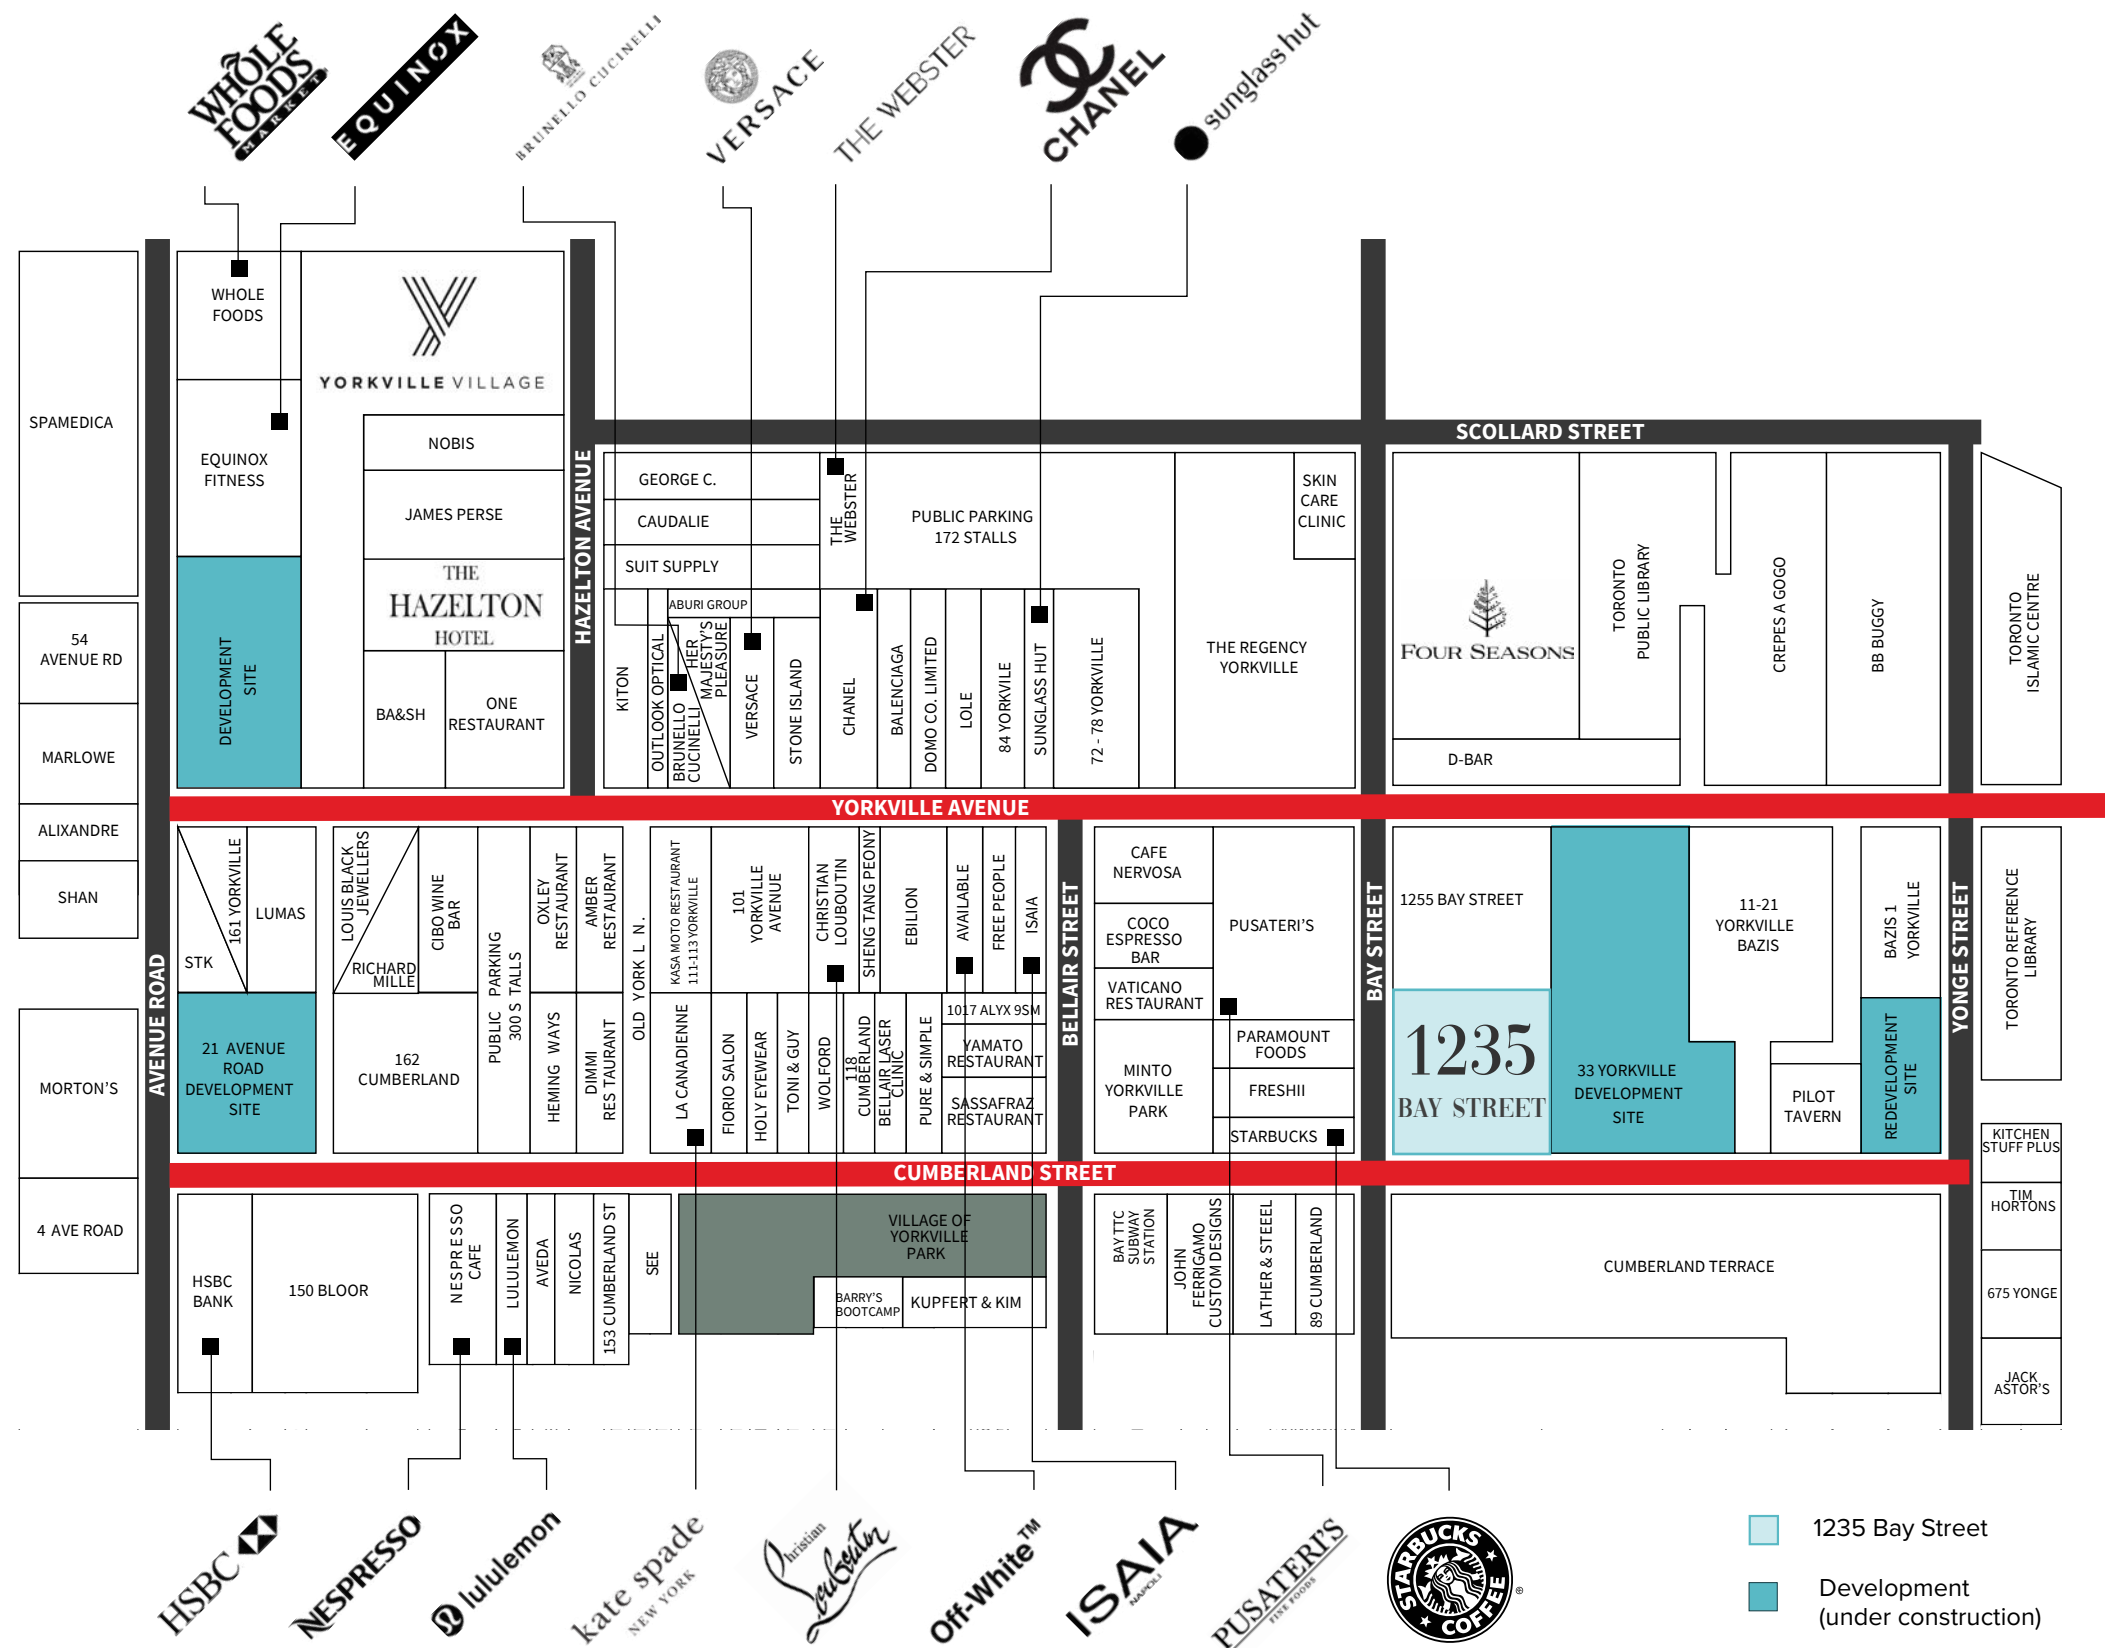 WHOLE
FOODS
MARKET
EQUINOX
BRUNELLO CUCINELLI
VERSACE
THE WEBSTER
CHANEL
sunglass hut
SPAMEDICA
54
AVENUE RD
MARLOWE
ALIXANDRE
SHAN
MORTON'S
4 AVE ROAD
AVENUE ROAD
WHOLE
FOODS
EQUINOX
FITNESS
DEVELOPMENT
SITE
YORKVILLE VILLAGE
NOBIS
JAMES PERSE
THE
HAZELTON
HOTEL
BA&SH
ONE
RESTAURANT
HAZELTON AVENUE
SCOLLARD STREET
GEORGE C.
CAUDALIE
SUIT SUPPLY
THE
WEBSTER
PUBLIC PARKING
172 STALLS
KITON
OUTLOOK OPTICAL
ABURI GROUP
BRUNELLO
CUCINELLI
HER
MAJESTY'S
PLEASURE
VERSACE
STONE ISLAND
CHANEL
BALENCIAGA
DOMO CO. LIMITED
LOLE
84 YORKVILLE
SUNGLASS HUT
72 - 78 YORKVILLE
THE REGENCY
YORKVILLE
SKIN
CARE
CLINIC
FOUR SEASONS
D-BAR
TORONTO
PUBLIC LIBRARY
CREPES A GOGO
BB BUGGY
TORONTO
ISLAMIC CENTRE
YORKVILLE AVENUE
STK
161 YORKVILLE
LUMAS
21 AVENUE
ROAD
DEVELOPMENT
SITE
LOUIS BLACK
JEWELLERS
RICHARD
MILLE
CIBO WINE
BAR
162
CUMBERLAND
PUBLIC PARKING
300 S TALLS
OXLEY
RESTAURANT
AMBER
RESTAURANT
HEMING WAYS
DIMMI
RES TAURANT
OLD YORK L N.
KASA MOTO RESTAURANT
111-113 YORKVILLE
101
YORKVILLE
AVENUE
CHRISTIAN
LOUBOUTIN
SHENG TANG PEONY
EBILION
AVAILABLE
FREE PEOPLE
ISAIA
LA CANADIENNE
FIORIO SALON
HOLY EYEWEAR
TONI & GUY
WOLFORD
118
CUMBERLAND
BELLAIR LASER
CLINIC
PURE & SIMPLE
1017 ALYX 9SM
YAMATO
RESTAURANT
SASSAFRAZ
RESTAURANT
BELLAIR STREET
CAFE
NERVOSA
COCO
ESPRESSO
BAR
VATICANO
RES TAURANT
MINTO
YORKVILLE
PARK
PUSATERI'S
PARAMOUNT
FOODS
FRESHII
STARBUCKS
BAY STREET
1255 BAY STREET
1235
BAY STREET
33 YORKVILLE
DEVELOPMENT
SITE
11-21
YORKVILLE
BAZIS
PILOT
TAVERN
BAZIS 1
YORKVILLE
REDEVELOPMENT
SITE
YONGE STREET
TORONTO REFERENCE
LIBRARY
KITCHEN
STUFF PLUS
TIM
HORTONS
675 YONGE
JACK
ASTOR'S
CUMBERLAND STREET
HSBC
BANK
150 BLOOR
NESPRESSO
CAFE
LULULEMON
AVEDA
NICOLAS
153 CUMBERLAND ST
SEE
VILLAGE OF
YORKVILLE
PARK
BARRY'S
BOOTCAMP
KUPFERT & KIM
BAY TTC
SUBWAY
STATION
JOHN
FERRIGAMO
CUSTOM DESIGNS
LATHER & STEEEL
89 CUMBERLAND
CUMBERLAND TERRACE
HSBC
NESPRESSO
lululemon
kate spade
NEW YORK
Christian
Louboutin
Off-White™
ISAIA
NAPOLI
PUSATERI'S
FINE FOODS
STARBUCKS
COFFEE
®
1235 Bay Street
Development
(under construction)